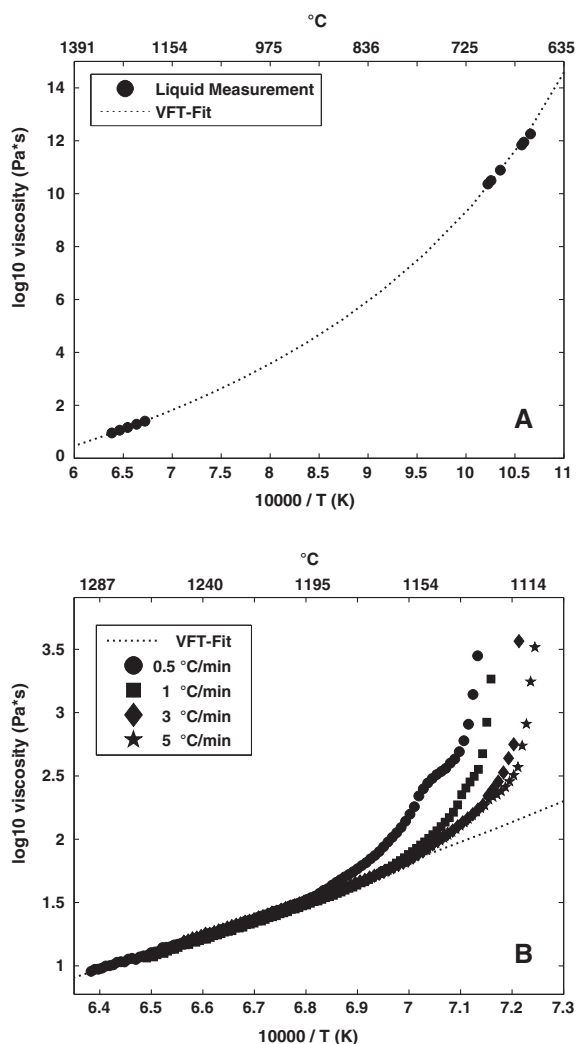 °C
1391 1154 975 836 725 635
14
12
10
8
6
4
2
0
log10 viscosity (Pa*s)
Liquid Measurement
VFT-Fit
A
6 6.5 7 7.5 8 8.5 9 9.5 10 10.5 11
10000 / T (K)
°C
1287 1240 1195 1154 1114
3.5
3
2.5
2
1.5
1
log10 viscosity (Pa*s)
VFT-Fit
0.5 °C/min
1 °C/min
3 °C/min
5 °C/min
B
6.4 6.5 6.6 6.7 6.8 6.9 7 7.1 7.2 7.3
10000 / T (K)